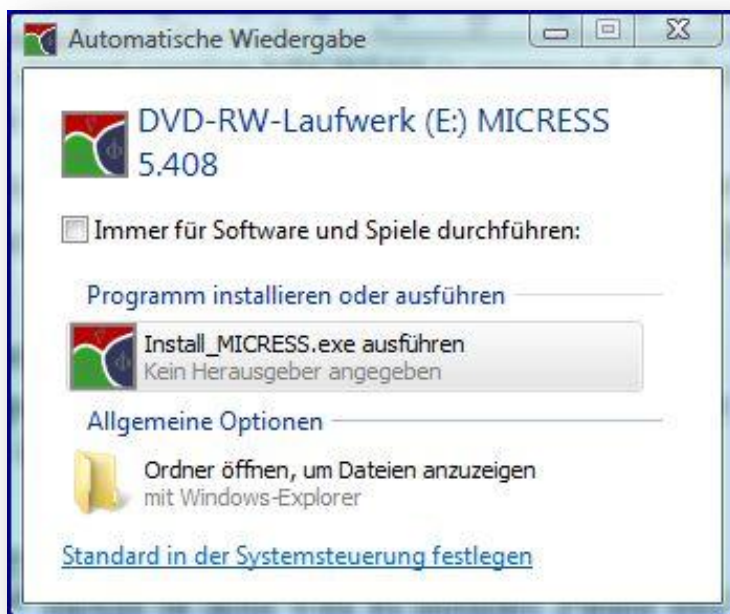 Automatische Wiedergabe
DVD-RW-Laufwerk (E:) MICRESS
5.408
Immer für Software und Spiele durchführen:
Programm installieren oder ausführen
Install_MICRESS.exe ausführen
Kein Herausgeber angegeben
Allgemeine Optionen
Ordner öffnen, um Dateien anzuzeigen
mit Windows-Explorer
Standard in der Systemsteuerung festlegen